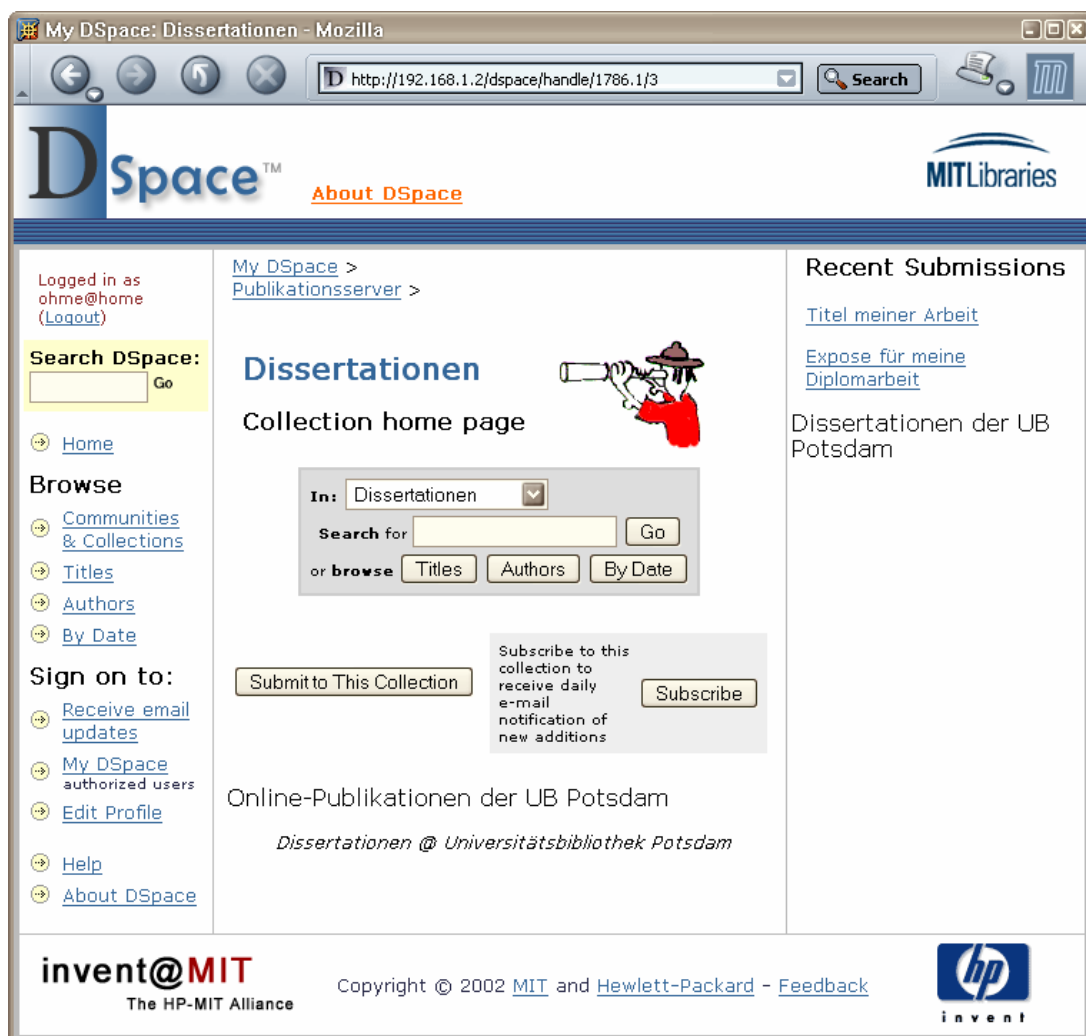 My DSpace: Dissertationen - Mozilla
D http://192.168.1.2/dspace/handle/1786.1/3
Search
m
DSpace™
About DSpace
MITLibraries
Logged in as
ohme@home
(Logout)
Search DSpace:
Go
Home
Browse
Communities
& Collections
Titles
Authors
By Date
Sign on to:
Receive email
updates
My DSpace
authorized users
Edit Profile
Help
About DSpace
My DSpace >
Publikationsserver >
Dissertationen
Collection home page
In: Dissertationen
Search for Go
or browse Titles Authors By Date
Submit to This Collection
Subscribe to this
collection to
receive daily
e-mail
notification of
new additions
Subscribe
Online-Publikationen der UB Potsdam
Dissertationen @ Universitätsbibliothek Potsdam
Recent Submissions
Titel meiner Arbeit
Expose für meine
Diplomarbeit
Dissertationen der UB
Potsdam
invent@MIT
The HP-MIT Alliance
Copyright © 2002 MIT and Hewlett-Packard - Feedback
hp
invent